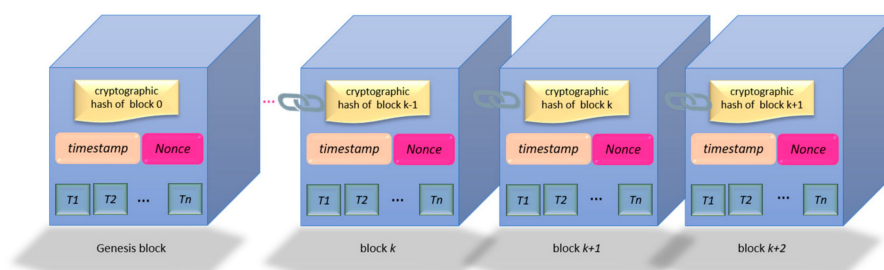 cryptographic
hash of block 0
timestamp
Nonce
T1
T2
...
Tn
Genesis block
...
cryptographic
hash of block k-1
timestamp
Nonce
T1
T2
...
Tn
block k
cryptographic
hash of block k
timestamp
Nonce
T1
T2
...
Tn
block k+1
cryptographic
hash of block k+1
timestamp
Nonce
T1
T2
...
Tn
block k+2